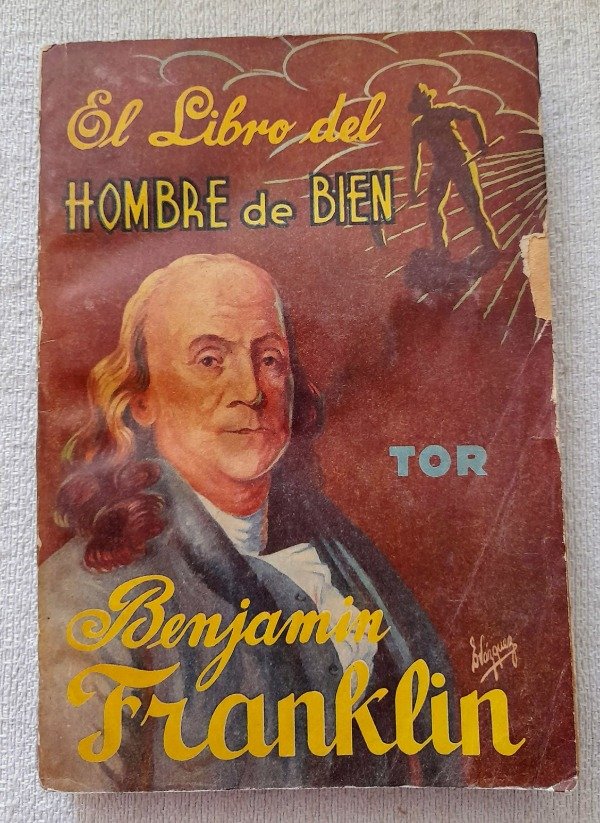 El Libro del
HOMBRE de BIEN
TOR
Benjamin
Franklin